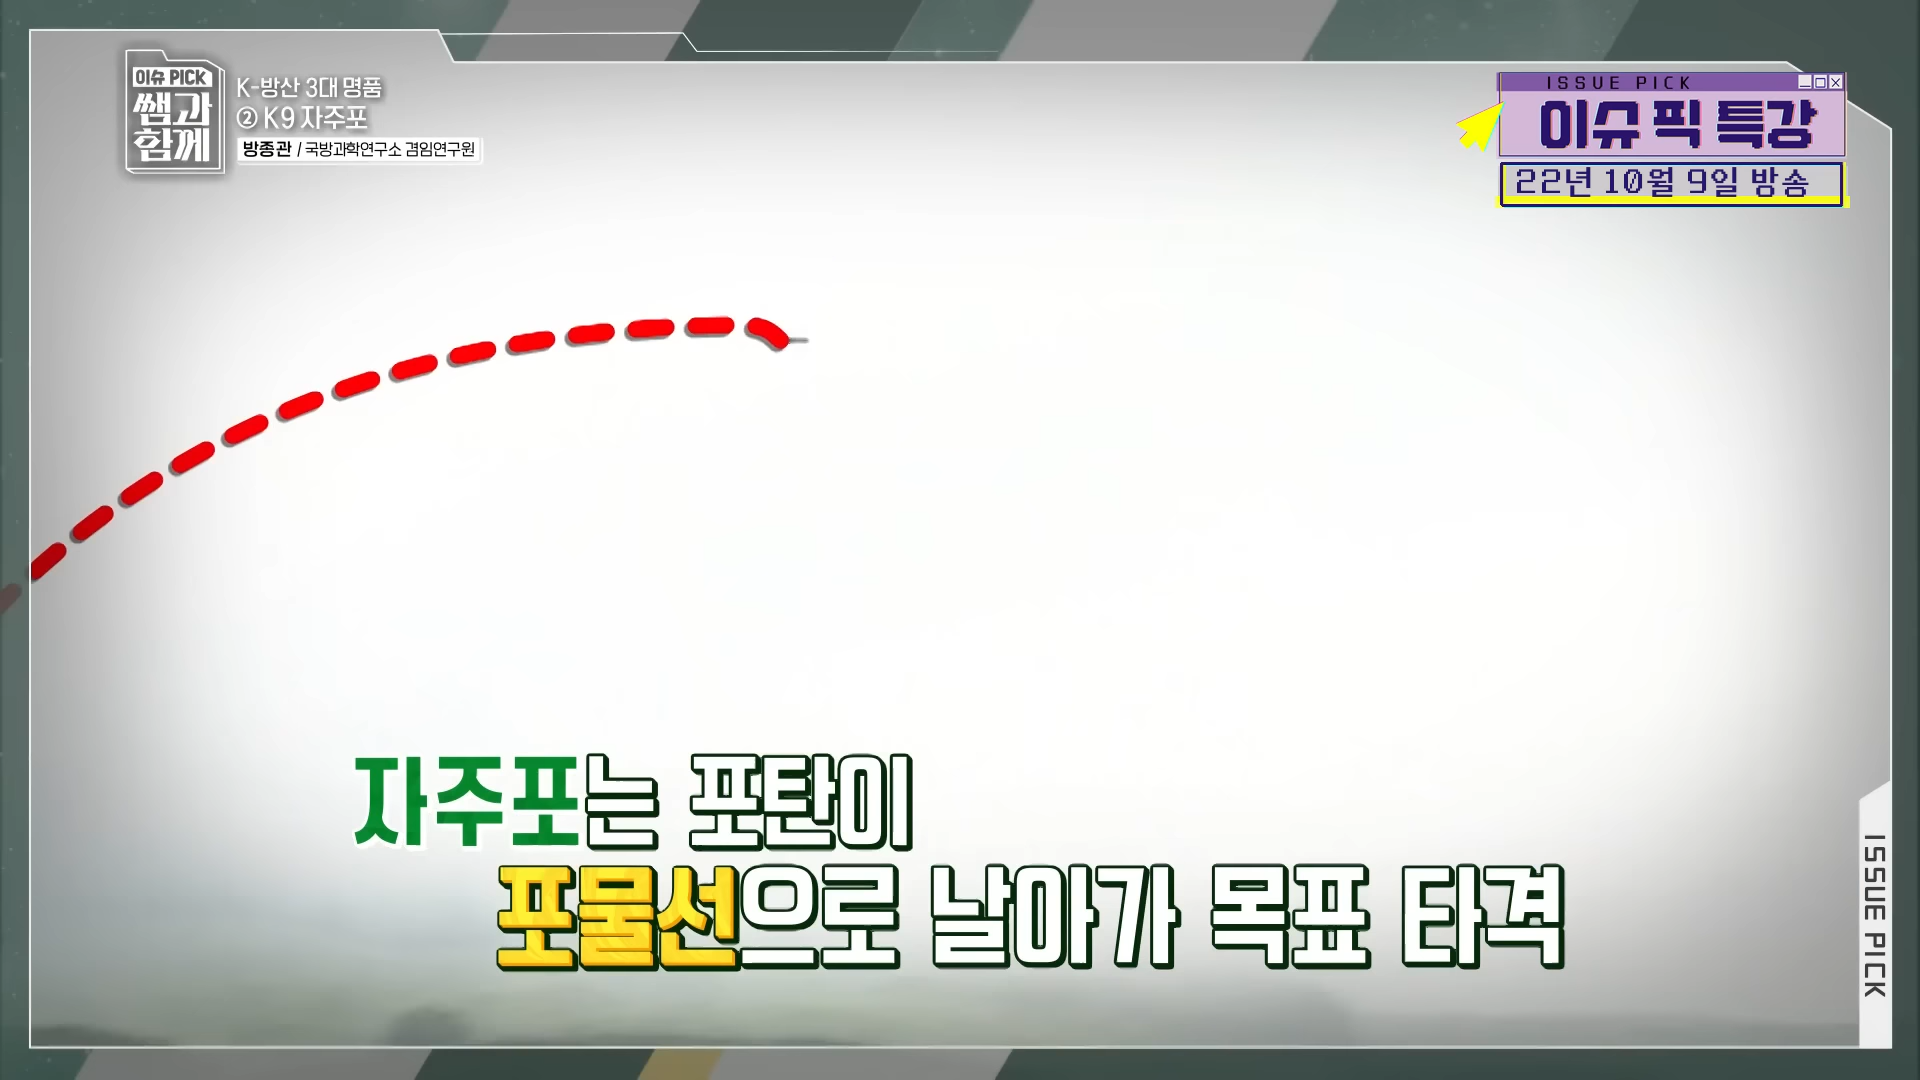 이슈 PICK
쌤과
함께
K-방산 3대 명품
② K9 자주포
방종관 / 국방과학연구소 겸임연구원
ISSUE PICK
이슈 픽 특강
22년 10월 9일 방송
자주포는 포탄이
포물선으로 날아가 목표 타격
ISSUE PICK